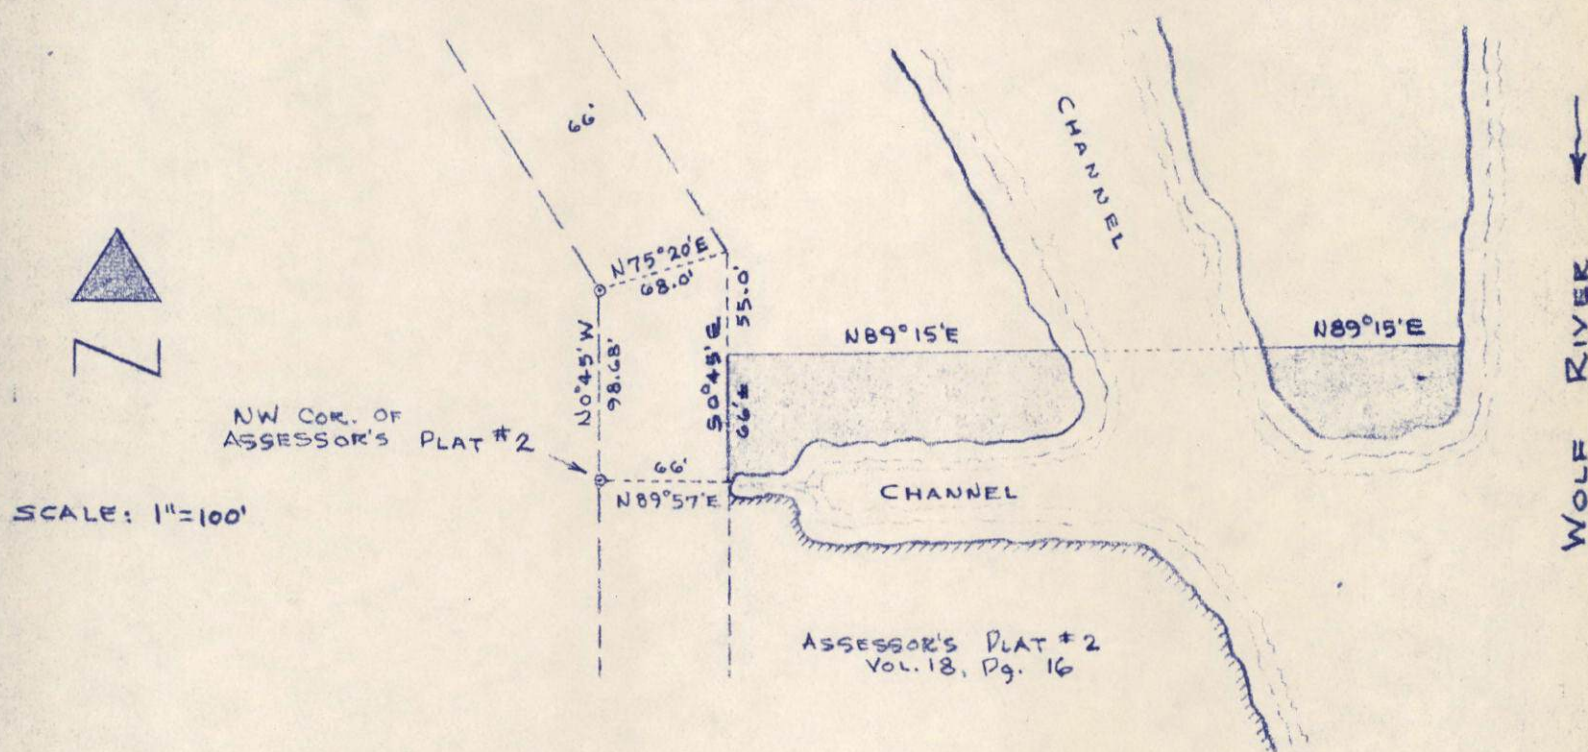 66'
CHANNEL
N75°20'E
68.0'
55.0'
N
N0°45'W
98.68'
S0°45'E
66'±
N89°15'E
N89°15'E
WOLF RIVER
NW COR. OF
ASSESSOR'S PLAT #2
66'
N89°57'E
CHANNEL
SCALE: 1"=100'
ASSESSOR'S PLAT #2
VOL. 18, Pg. 16